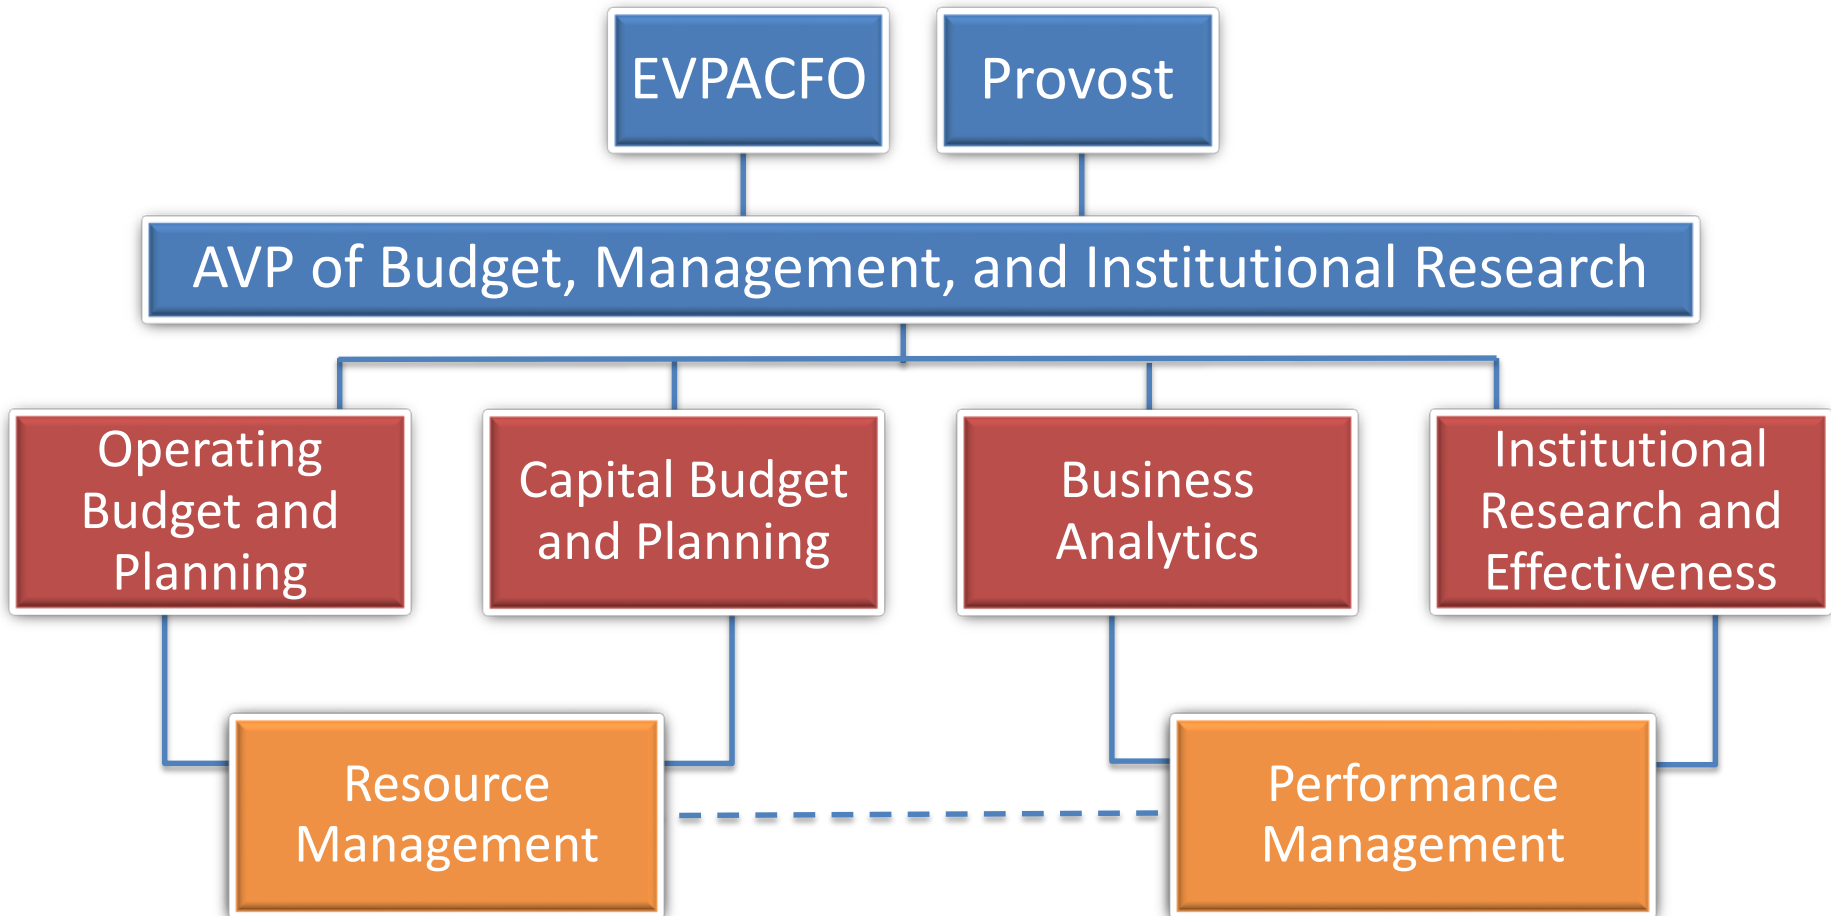 EVPACFO
Provost
AVP of Budget, Management, and Institutional Research
Operating
Budget and
Planning
Capital Budget
and Planning
Business
Analytics
Institutional
Research and
Effectiveness
Resource
Management
Performance
Management